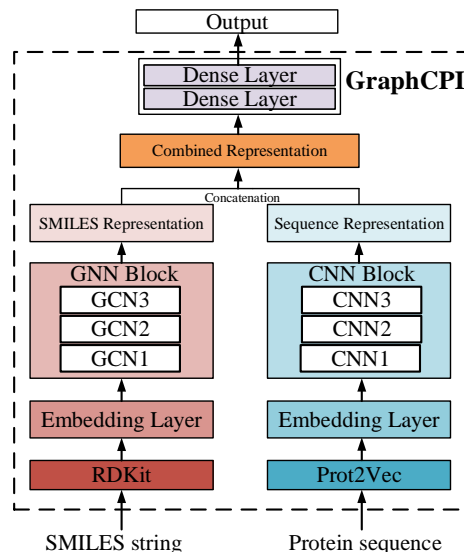 Output
Dense Layer
GraphCPI
Dense Layer
Combined Representation
Concatenation
SMILES Representation
Sequence Representation
GNN Block
CNN Block
GCN3
CNN3
GCN2
CNN2
GCN1
CNN1
Embedding Layer
Embedding Layer
RDKit
Prot2Vec
SMILES string
Protein sequence